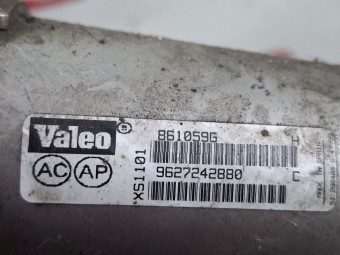 Valeo ®
861059G H
AC AP
XS1101
9627242880 C